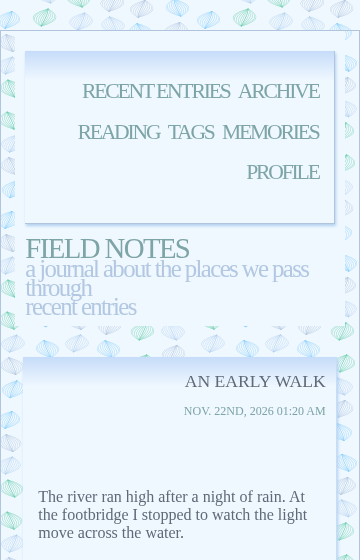 RECENT ENTRIES ARCHIVE
READING TAGS MEMORIES
PROFILE
FIELD NOTES
a journal about the places we pass
through
recent entries
AN EARLY WALK
NOV. 22ND, 2026 01:20 AM
The river ran high after a night of rain. At
the footbridge I stopped to watch the light
move across the water.